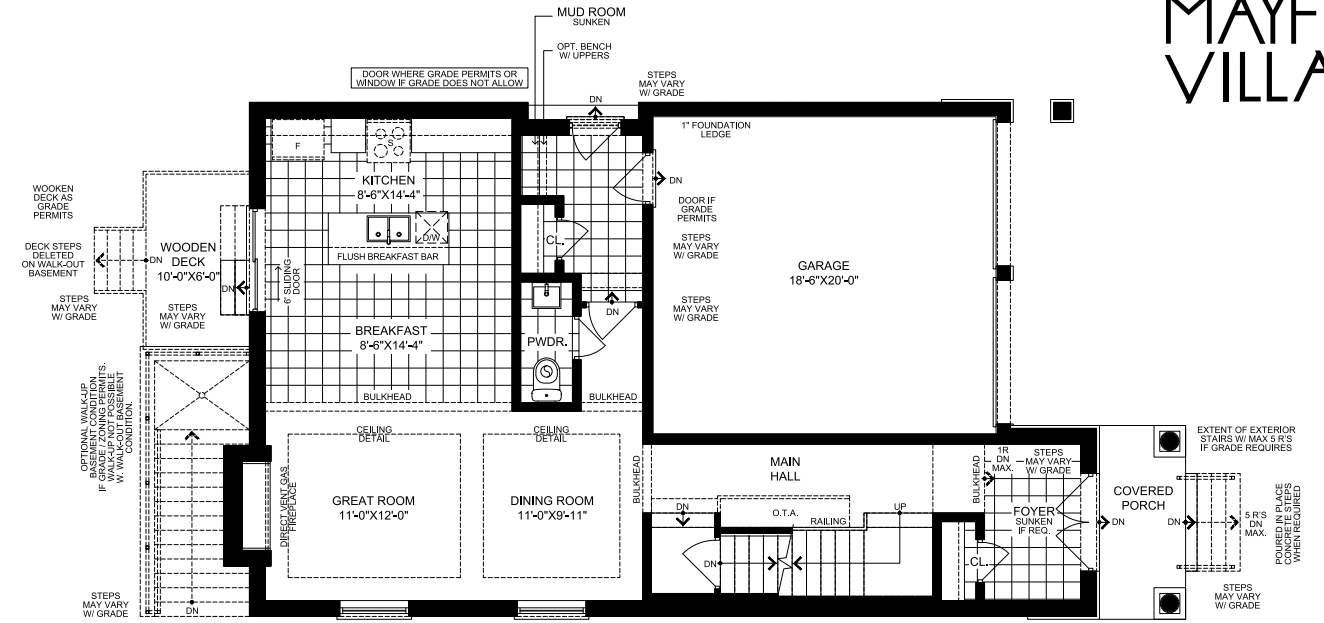 MAYF
VILLA
MUD ROOM
SUNKEN
OPT. BENCH
W/ UPPERS
DOOR WHERE GRADE PERMITS OR
WINDOW IF GRADE DOES NOT ALLOW
STEPS
MAY VARY
W/ GRADE
DN
1" FOUNDATION
LEDGE
F
S
KITCHEN
8'-6"X14'-4"
D/W
FLUSH BREAKFAST BAR
CL.
DN
DOOR IF
GRADE
PERMITS
STEPS
MAY VARY
W/ GRADE
STEPS
MAY VARY
W/ GRADE
GARAGE
18'-6"X20'-0"
WOOKEN
DECK AS
GRADE
PERMITS
DECK STEPS
DELETED
ON WALK-OUT
BASEMENT
DN
WOODEN
DECK
10'-0"X6'-0"
DN
6' SLIDING
DOOR
STEPS
MAY VARY
W/ GRADE
STEPS
MAY VARY
W/ GRADE
DN
BREAKFAST
8'-6"X14'-4"
PWDR.
BULKHEAD
BULKHEAD
OPTIONAL WALK-UP
BASEMENT CONDITION
IF GRADE / ZONING PERMITS.
WALK-UP NOT POSSIBLE
W. WALK-OUT BASEMENT
CONDITION.
CEILING
DETAIL
CEILING
DETAIL
DIRECT VENT GAS
FIREPLACE
GREAT ROOM
11'-0"X12'-0"
DINING ROOM
11'-0"X9'-11"
BULKHEAD
MAIN
HALL
O.T.A.
DN
RAILING
UP
DN
BULKHEAD
1R
DN
MAX.
STEPS
MAY VARY
W/ GRADE
FOYER
SUNKEN
IF REQ.
CL.
DN
COVERED
PORCH
DN
EXTENT OF EXTERIOR
STAIRS W/ MAX 5 R'S
IF GRADE REQUIRES
5 R'S
DN
MAX.
POURED IN PLACE
CONCRETE STEPS
WHEN REQUIRED
STEPS
MAY VARY
W/ GRADE
STEPS
MAY VARY
W/ GRADE
DN